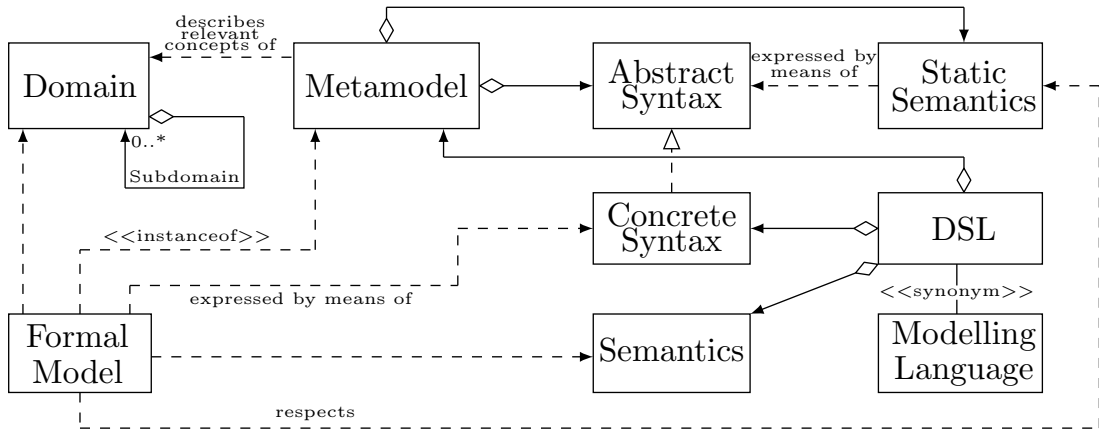 describes
relevant
concepts of
Domain
Metamodel
Abstract
Syntax
expressed by
means of
Static
Semantics
0..*
Subdomain
<<instanceof>>
Concrete
Syntax
DSL
expressed by means of
<<synonym>>
Formal
Model
Semantics
Modelling
Language
respects